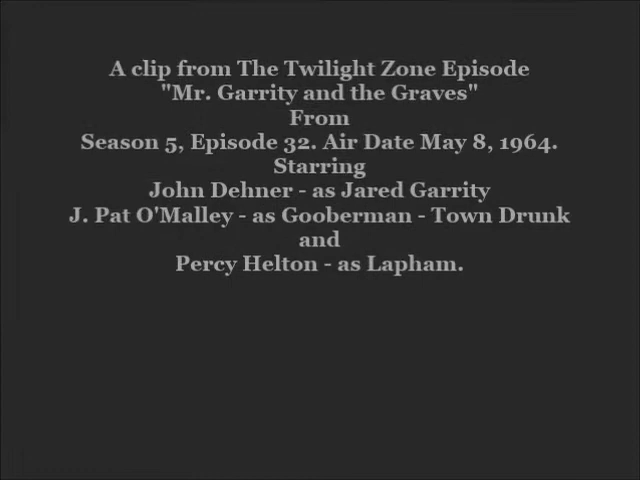 A clip from The Twilight Zone Episode
"Mr. Garrity and the Graves"
From
Season 5, Episode 32. Air Date May 8, 1964.
Starring
John Dehner - as Jared Garrity
J. Pat O'Malley - as Gooberman - Town Drunk
and
Percy Helton - as Lapham.